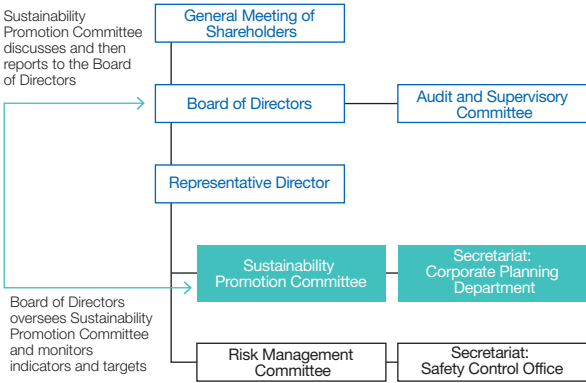 Sustainability
Promotion Committee
discusses and then
reports to the Board
of Directors
General Meeting of
Shareholders
Board of Directors
Audit and Supervisory
Committee
Representative Director
Sustainability
Promotion Committee
Secretariat:
Corporate Planning
Department
Board of Directors
oversees Sustainability
Promotion Committee
and monitors
indicators and targets
Risk Management
Committee
Secretariat:
Safety Control Office